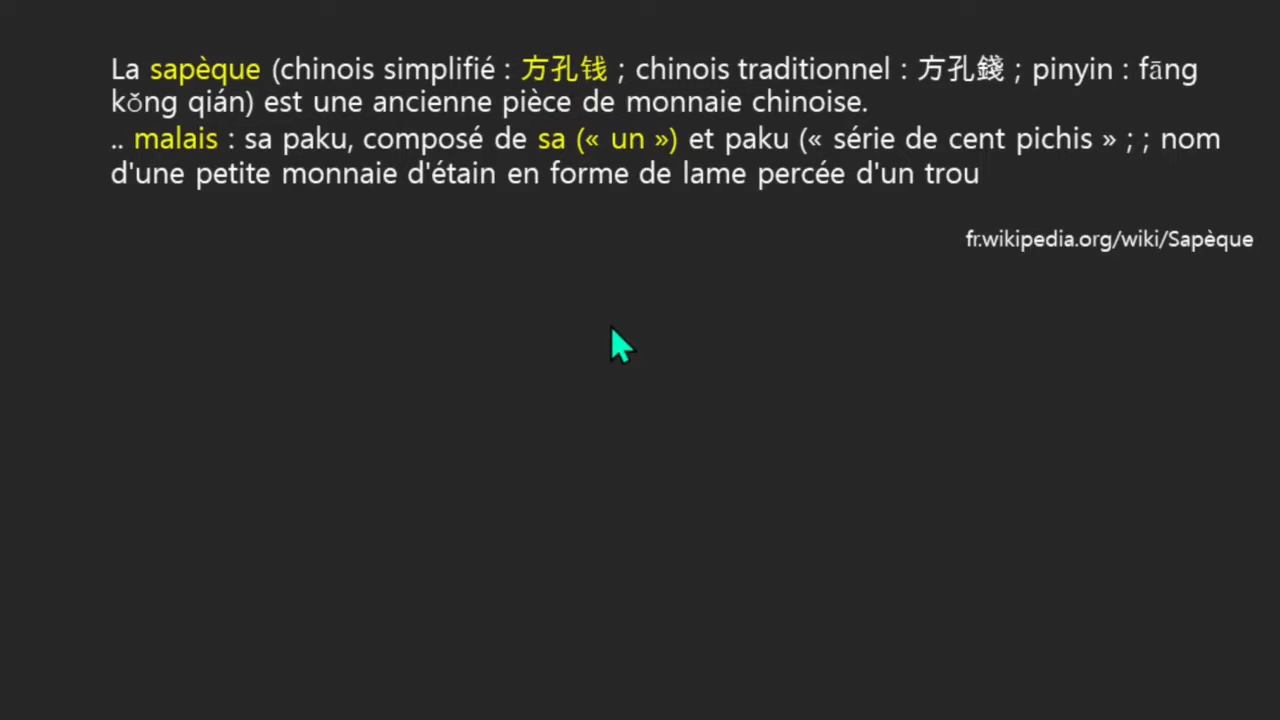 La sapèque (chinois simplifié : 方孔钱 ; chinois traditionnel : 方孔錢 ; pinyin : fāng
kǒng qián) est une ancienne pièce de monnaie chinoise.
.. malais : sa paku, composé de sa (« un ») et paku (« série de cent pichis » ; ; nom
d'une petite monnaie d'étain en forme de lame percée d'un trou
fr.wikipedia.org/wiki/Sapèque